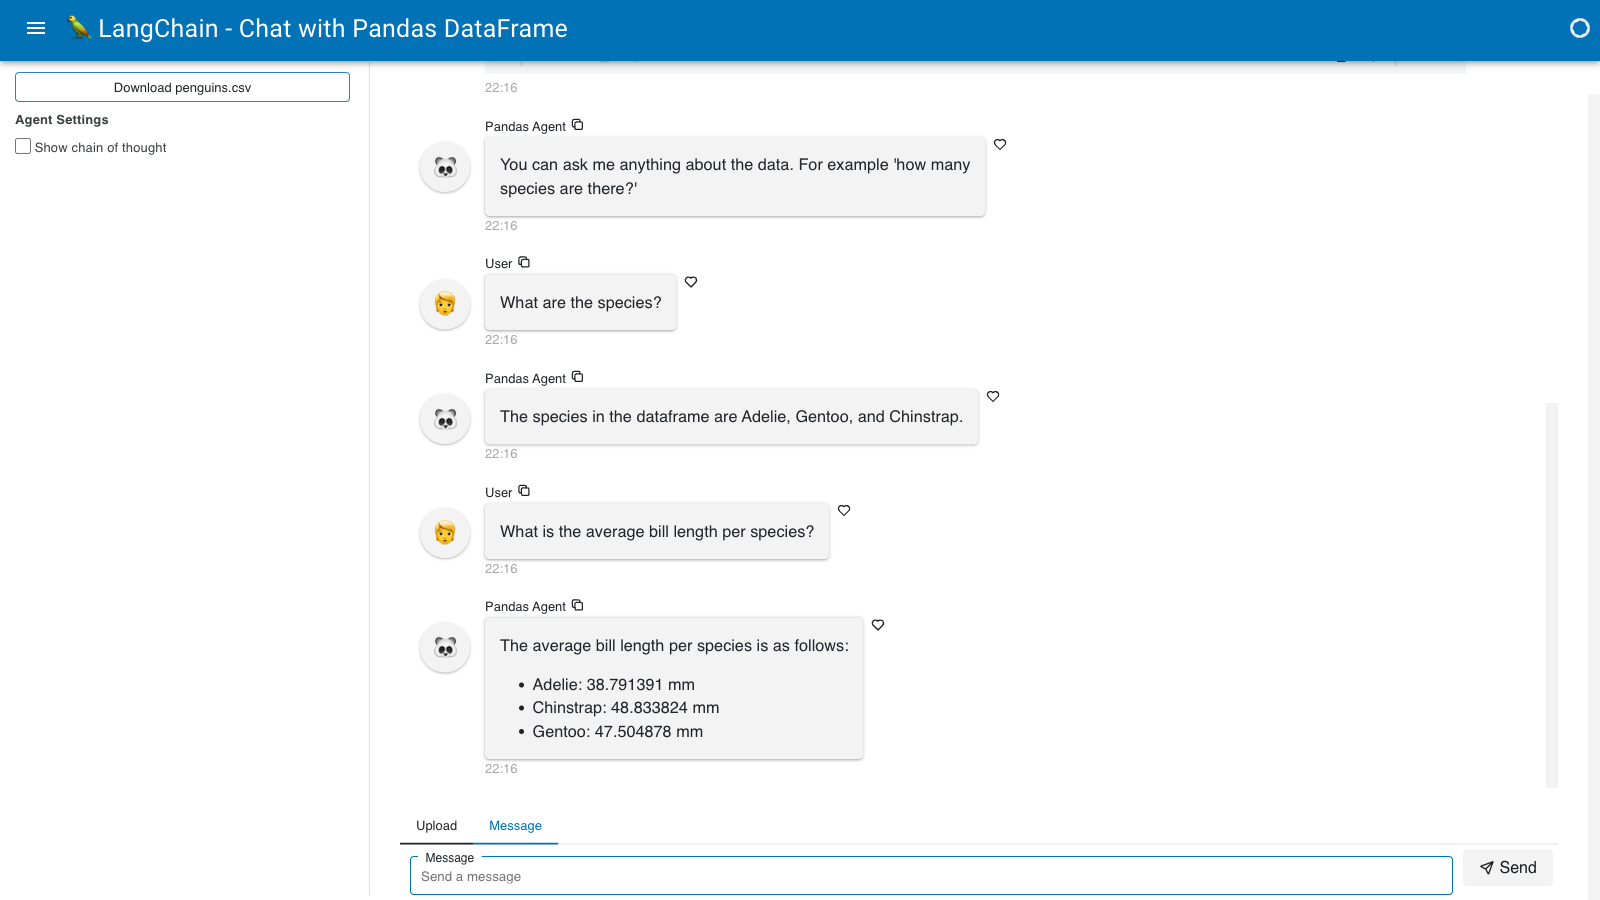 LangChain - Chat with Pandas DataFrame
Download penguins.csv
Agent Settings
Show chain of thought
22:16
Pandas Agent
You can ask me anything about the data. For example 'how many
species are there?'
22:16
User
What are the species?
22:16
Pandas Agent
The species in the dataframe are Adelie, Gentoo, and Chinstrap.
22:16
User
What is the average bill length per species?
22:16
Pandas Agent
The average bill length per species is as follows:
• Adelie: 38.791391 mm
• Chinstrap: 48.833824 mm
• Gentoo: 47.504878 mm
22:16
Upload
Message
Message
Send a message
Send